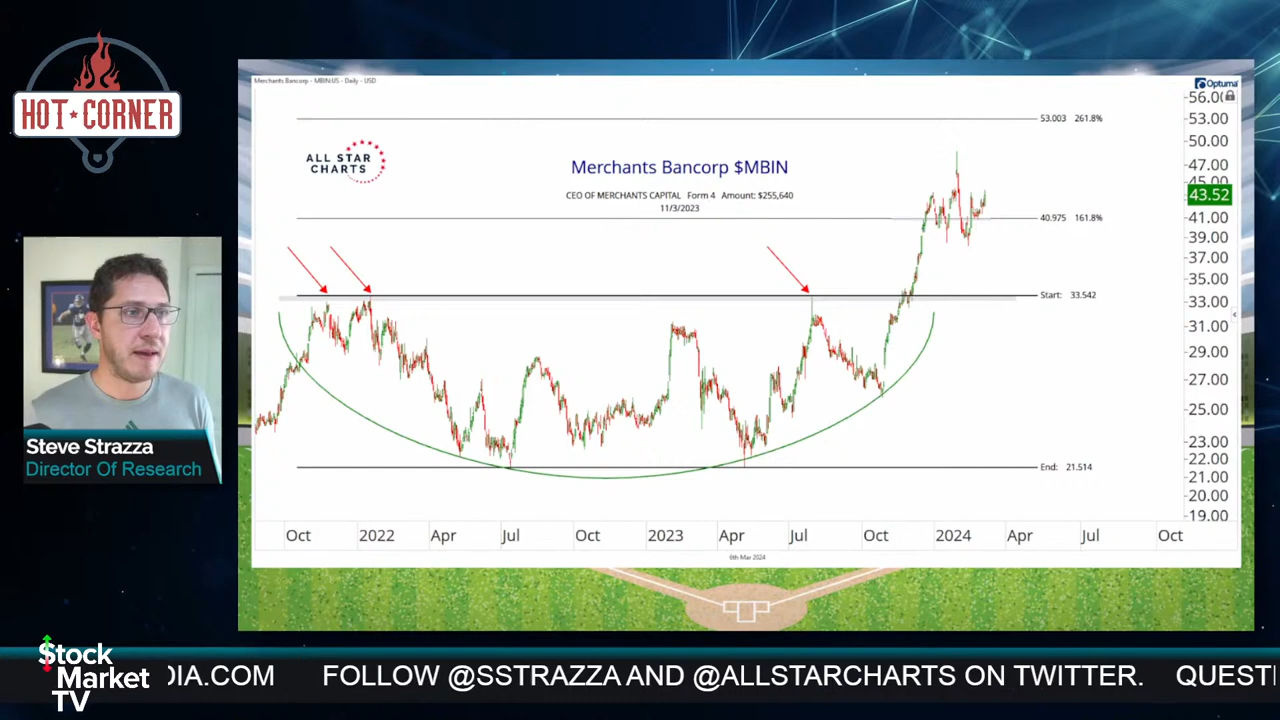 HOT★CORNER
Merchants Bancorp - MBIN:US - Daily - USD
Optuma
ALL STAR
CHARTS
Merchants Bancorp $MBIN
CEO OF MERCHANTS CAPITAL Form 4 Amount: $255,640
11/3/2023
53.003 261.8%
40.975 161.8%
Start: 33.542
End: 21.514
56.00
53.00
50.00
47.00
45.00
43.52
41.00
39.00
37.00
35.00
33.00
31.00
29.00
27.00
25.00
23.00
22.00
21.00
20.00
19.00
Oct 2022 Apr Jul Oct 2023 Apr Jul Oct 2024 Apr Jul Oct
6th Mar 2024
Steve Strazza
Director Of Research
$tock
Market
TV
DIA.COM FOLLOW @SSTRAZZA AND @ALLSTARCHARTS ON TWITTER. QUESTI